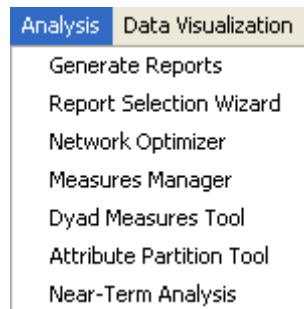 Analysis Data Visualization
Generate Reports
Report Selection Wizard
Network Optimizer
Measures Manager
Dyad Measures Tool
Attribute Partition Tool
Near-Term Analysis